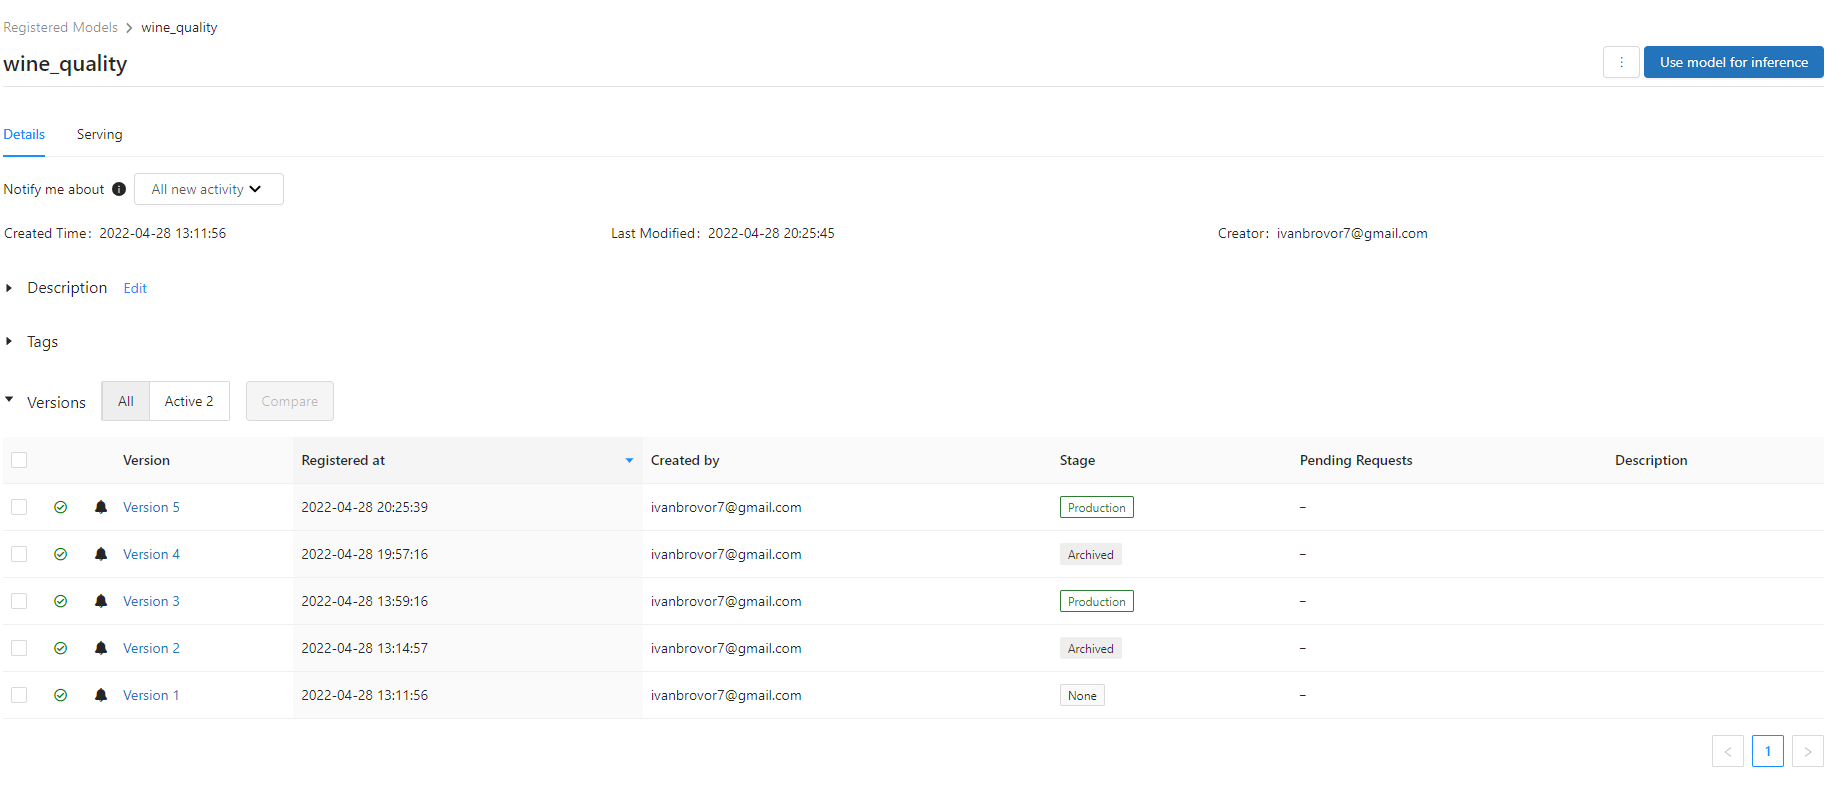 Registered Models > wine_quality
wine_quality
Use model for inference
Details Serving
Notify me about All new activity
Created Time: 2022-04-28 13:11:56 Last Modified: 2022-04-28 20:25:45 Creator: ivanbrovor7@gmail.com
Description Edit
Tags
Versions All Active 2 Compare
Version Registered at Created by Stage Pending Requests Description
Version 5 2022-04-28 20:25:39 ivanbrovor7@gmail.com Production –
Version 4 2022-04-28 19:57:16 ivanbrovor7@gmail.com Archived –
Version 3 2022-04-28 13:59:16 ivanbrovor7@gmail.com Production –
Version 2 2022-04-28 13:14:57 ivanbrovor7@gmail.com Archived –
Version 1 2022-04-28 13:11:56 ivanbrovor7@gmail.com None –
< 1 >